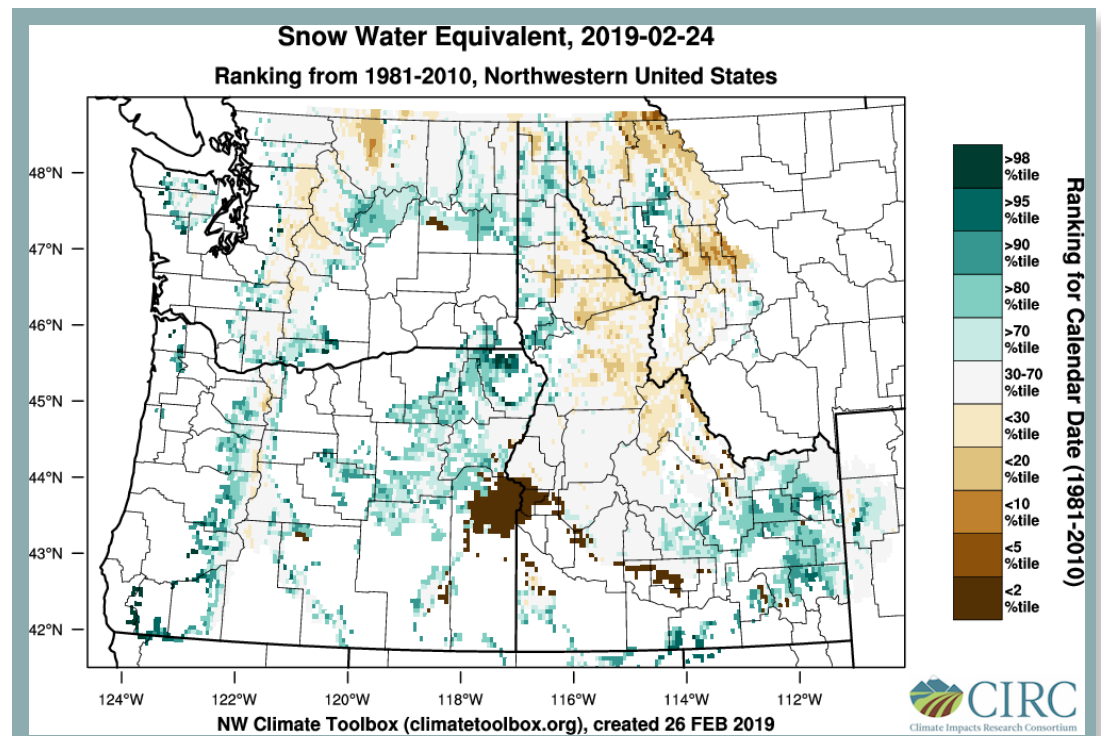 Snow Water Equivalent, 2019-02-24
Ranking from 1981-2010, Northwestern United States
48°N
47°N
46°N
45°N
44°N
43°N
42°N
124°W
122°W
120°W
118°W
116°W
114°W
112°W
>98
%tile
>95
%tile
>90
%tile
>80
%tile
>70
%tile
30-70
%tile
<30
%tile
<20
%tile
<10
%tile
<5
%tile
<2
%tile
Ranking for Calendar Date (1981-2010)
NW Climate Toolbox (climatetoolbox.org), created 26 FEB 2019
CIRC
Climate Impacts Research Consortium